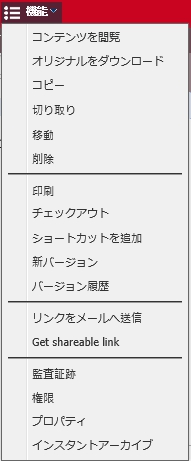 機能
コンテンツを閲覧
オリジナルをダウンロード
コピー
切り取り
移動
削除
印刷
チェックアウト
ショートカットを追加
新バージョン
バージョン履歴
リンクをメールへ送信
Get shareable link
監査証跡
権限
プロパティ
インスタントアーカイブ